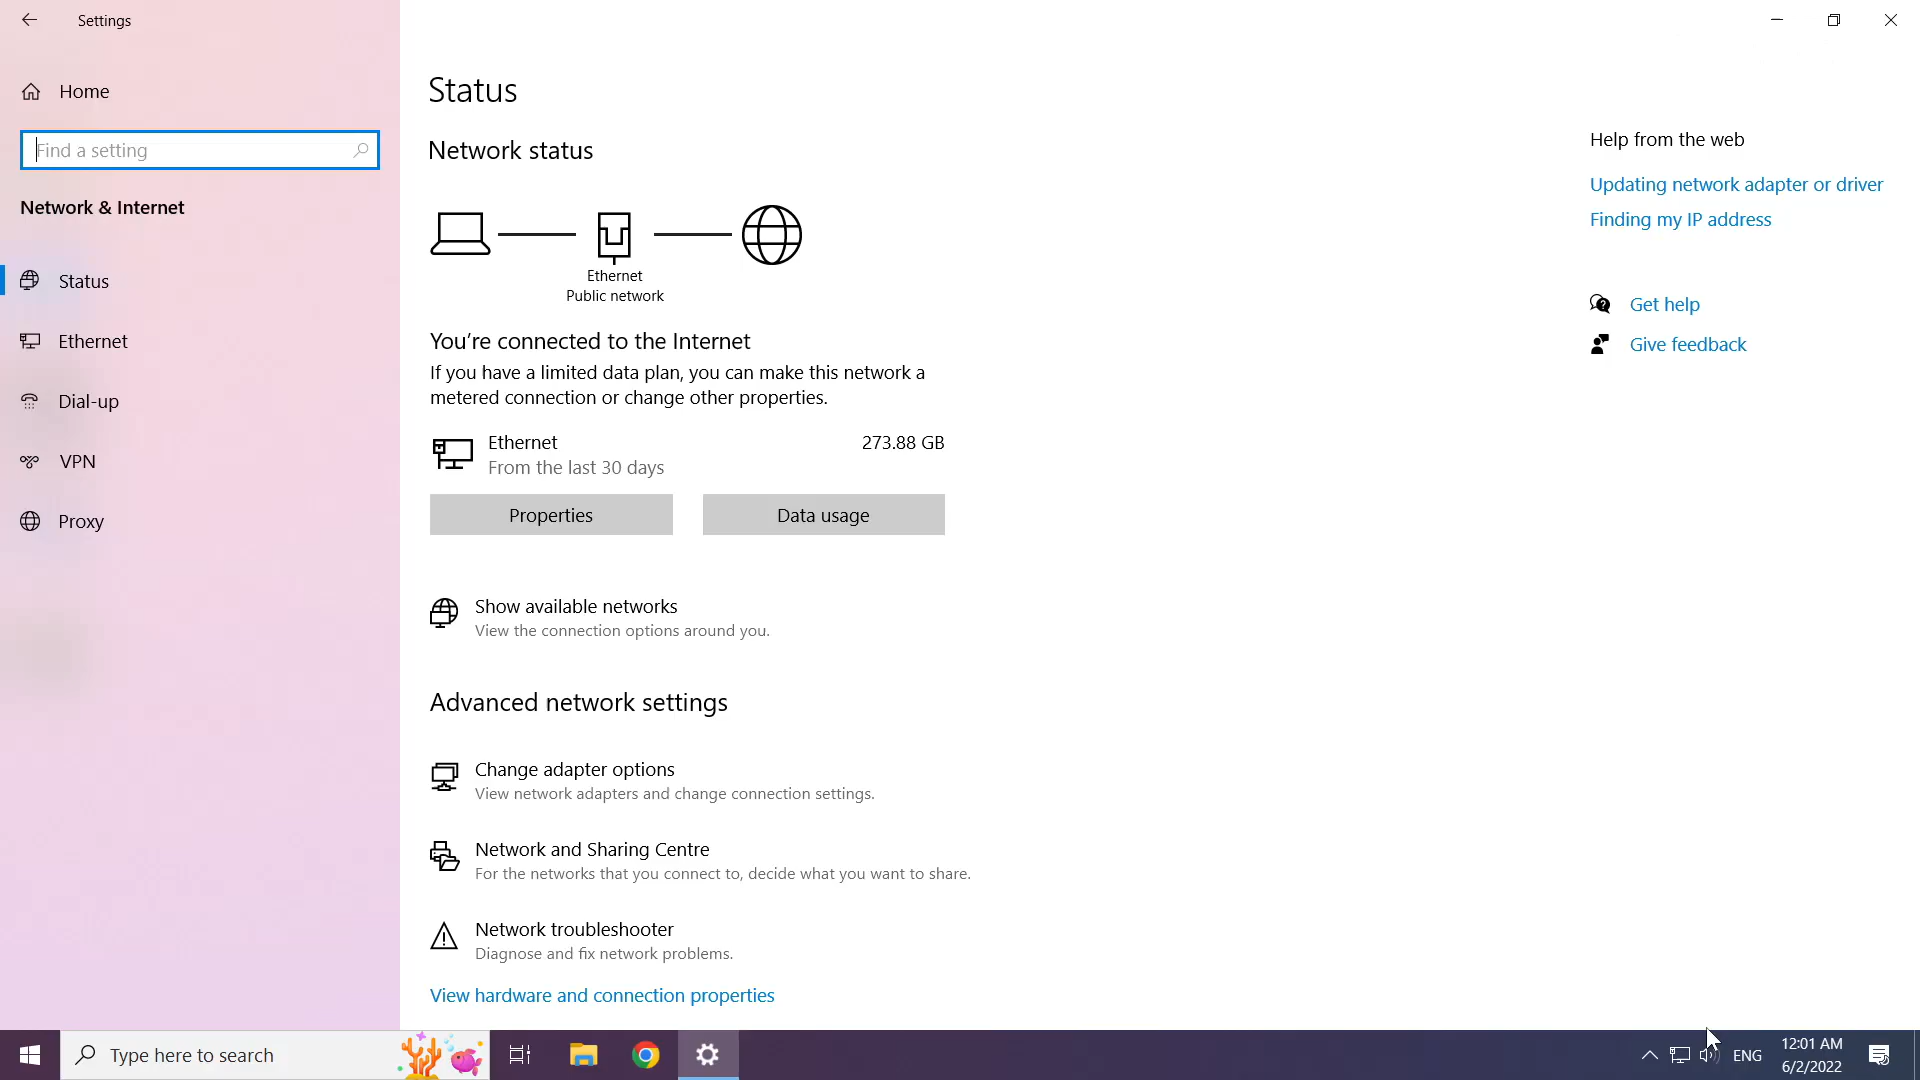 Settings
Home
Find a setting
Network & Internet
Status
Ethernet
Dial-up
VPN
Proxy
Status
Network status
Ethernet
Public network
You're connected to the Internet
If you have a limited data plan, you can make this network a
metered connection or change other properties.
Ethernet 273.88 GB
From the last 30 days
Properties Data usage
Show available networks
View the connection options around you.
Advanced network settings
Change adapter options
View network adapters and change connection settings.
Network and Sharing Centre
For the networks that you connect to, decide what you want to share.
Network troubleshooter
Diagnose and fix network problems.
View hardware and connection properties
Help from the web
Updating network adapter or driver
Finding my IP address
Get help
Give feedback
Type here to search
ENG
12:01 AM
6/2/2022